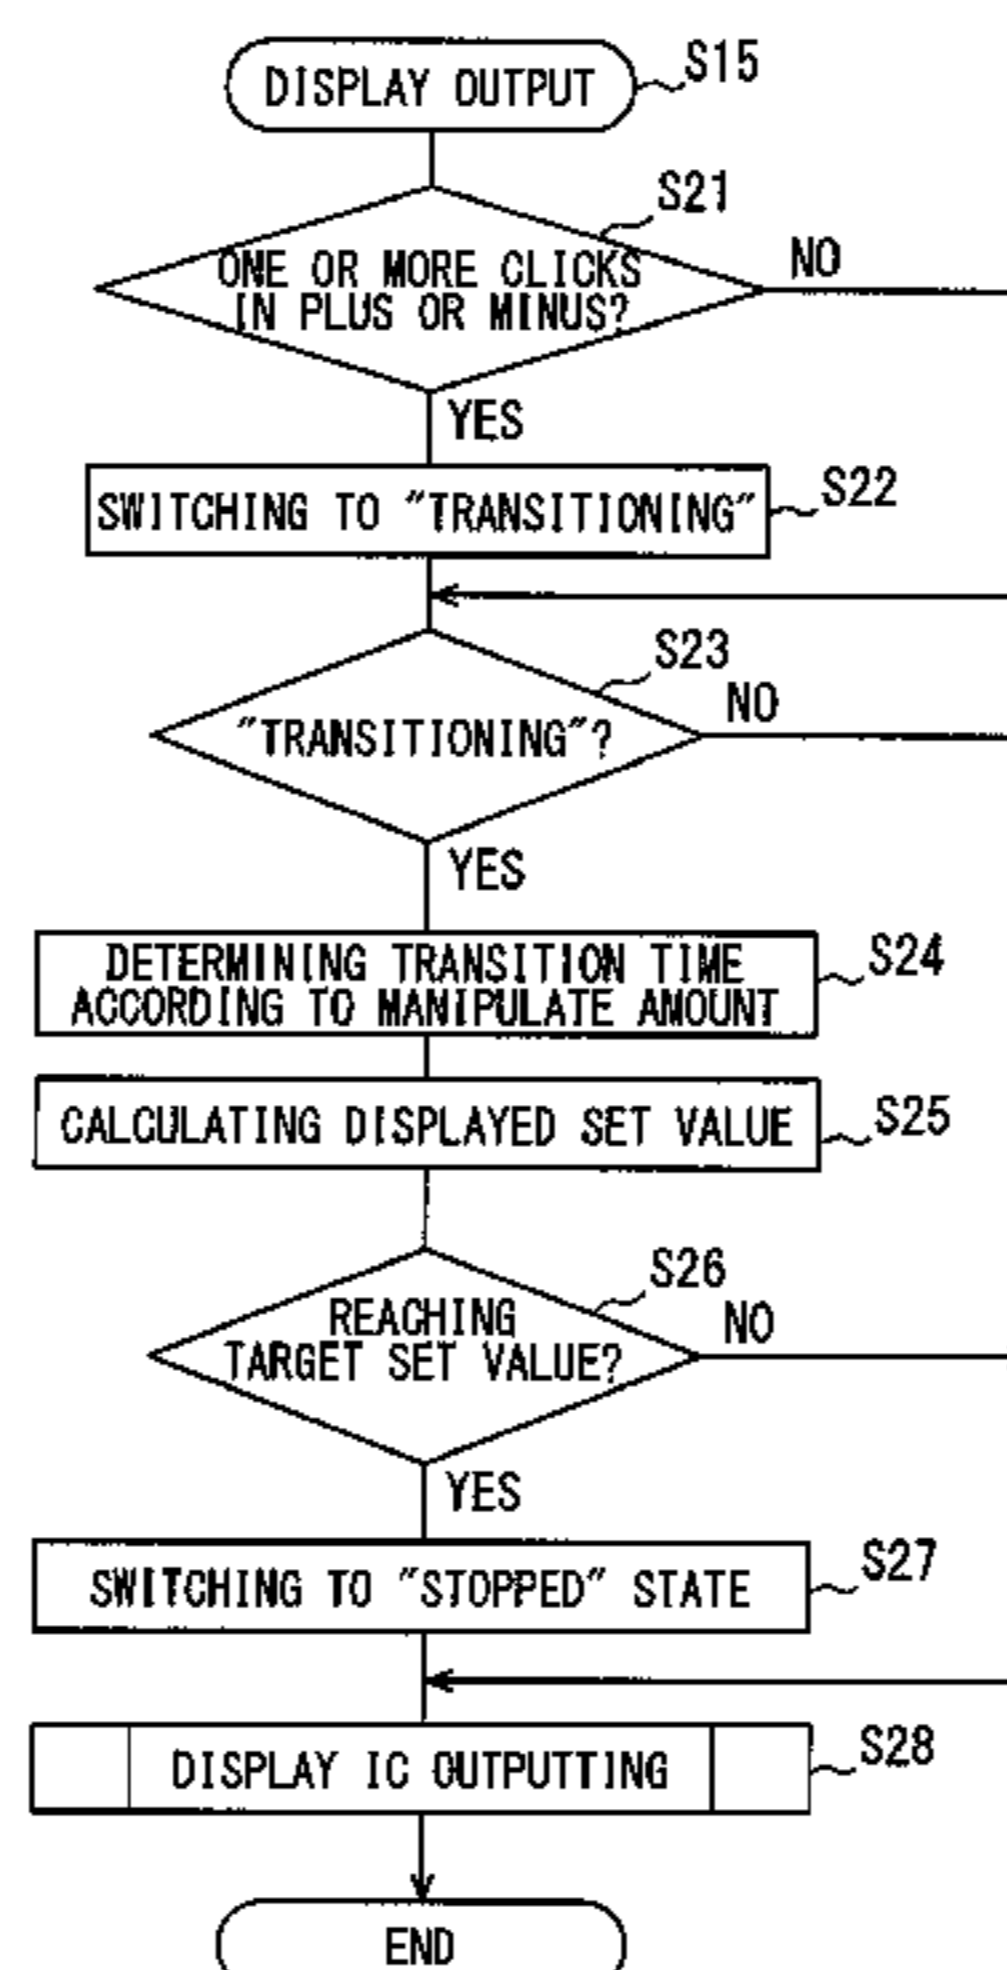 DISPLAY OUTPUT
S15
S21
ONE OR MORE CLICKS
IN PLUS OR MINUS?
NO
YES
SWITCHING TO "TRANSITIONING"
S22
S23
"TRANSITIONING"?
NO
YES
DETERMINING TRANSITION TIME
ACCORDING TO MANIPULATE AMOUNT
S24
CALCULATING DISPLAYED SET VALUE
S25
S26
REACHING
TARGET SET VALUE?
NO
YES
SWITCHING TO "STOPPED" STATE
S27
DISPLAY IC OUTPUTTING
S28
END